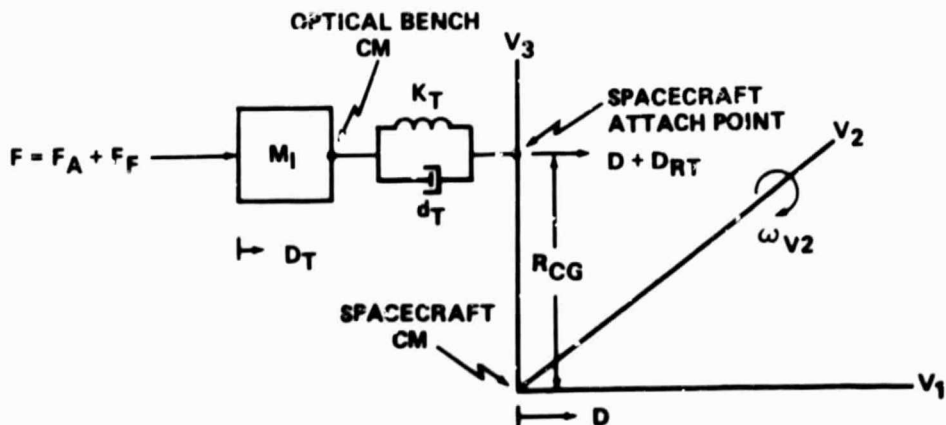 OPTICAL BENCH
CM
V3
KT
SPACECRAFT
ATTACH POINT
V2
F = FA + FF
MI
D + DRT
dT
ωV2
DT
RCG
SPACECRAFT
CM
V1
D